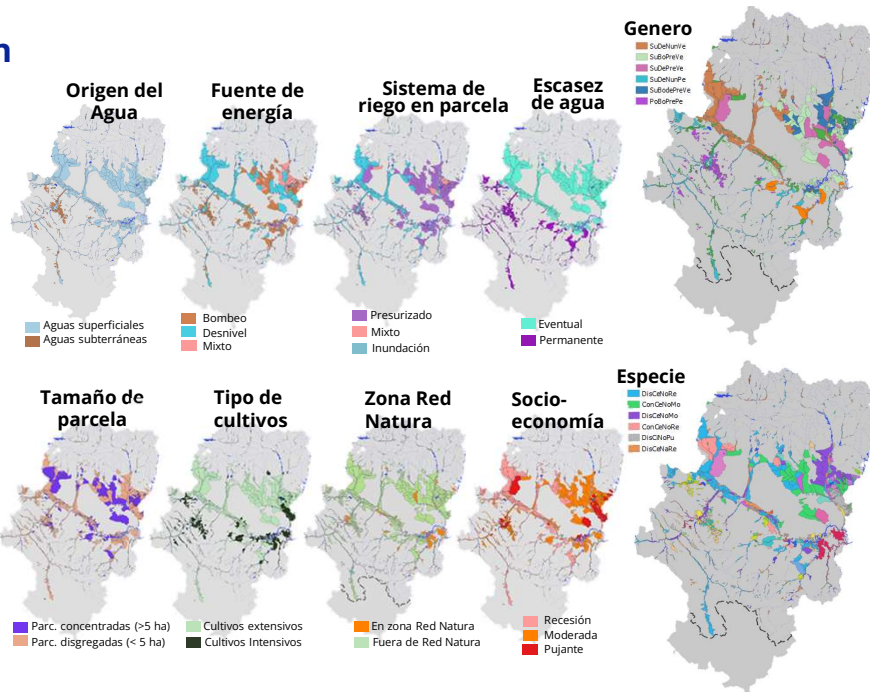 n
Origen del
Agua
Aguas superficiales
Aguas subterráneas
Fuente de
energía
Bombeo
Desnivel
Mixto
Sistema de
riego en parcela
Presurizado
Mixto
Inundación
Escasez
de agua
Eventual
Permanente
Genero
SuDeNunVe
SuBoPreVe
SuDePreVe
SuDeNunPe
SuBodePreVe
PoBoPrePe
Tamaño de
parcela
Parc. concentradas (>5 ha)
Parc. disgregadas (< 5 ha)
Tipo de
cultivos
Cultivos extensivos
Cultivos Intensivos
Zona Red
Natura
En zona Red Natura
Fuera de Red Natura
Socio-
economía
Recesión
Moderada
Pujante
Especie
DisCeNoRe
ConCeNoMo
DisCeNoMo
ConCeNoRe
DisCiNoPu
DisCeNaRe